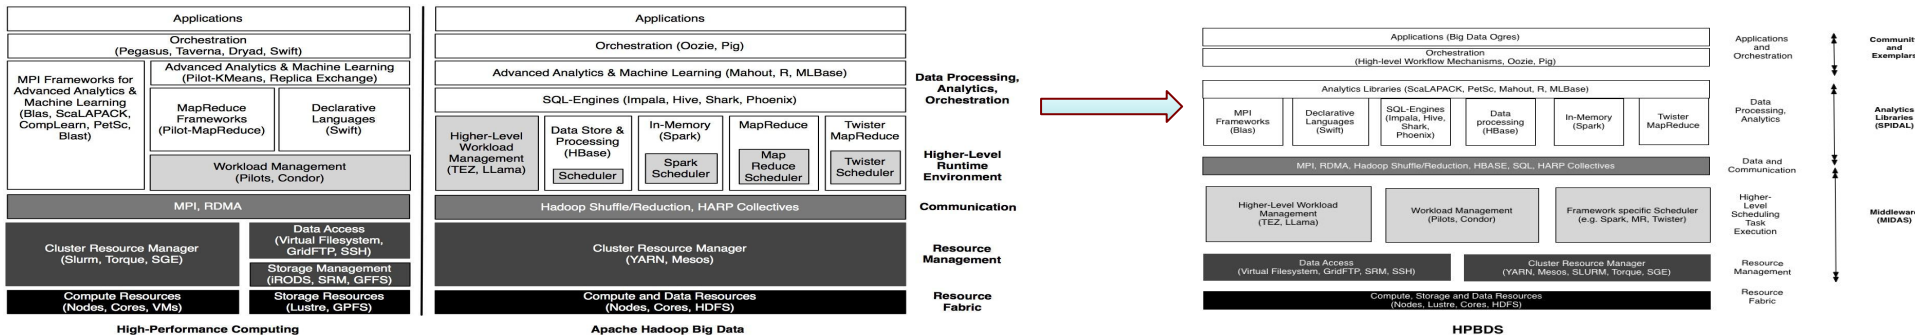 Applications
Orchestration
(Pegasus, Taverna, Dryad, Swift)
MPI Frameworks for
Advanced Analytics &
Machine Learning
(Blas, ScaLAPACK,
CompLearn, PetSc,
Blast)
Advanced Analytics & Machine Learning
(Pilot-KMeans, Replica Exchange)
MapReduce
Frameworks
(Pilot-MapReduce)
Declarative
Languages
(Swift)
Workload Management
(Pilots, Condor)
MPI, RDMA
Cluster Resource Manager
(Slurm, Torque, SGE)
Data Access
(Virtual Filesystem,
GridFTP, SSH)
Storage Management
(iRODS, SRM, GFFS)
Compute Resources
(Nodes, Cores, VMs)
Storage Resources
(Lustre, GPFS)
High-Performance Computing
Applications
Orchestration (Oozie, Pig)
Advanced Analytics & Machine Learning (Mahout, R, MLBase)
SQL-Engines (Impala, Hive, Shark, Phoenix)
Higher-Level
Workload
Management
(TEZ, LLama)
Data Store &
Processing
(HBase)
Scheduler
In-Memory
(Spark)
Spark
Scheduler
MapReduce
Map
Reduce
Scheduler
Twister
MapReduce
Twister
Scheduler
Hadoop Shuffle/Reduction, HARP Collectives
Cluster Resource Manager
(YARN, Mesos)
Compute and Data Resources
(Nodes, Cores, HDFS)
Apache Hadoop Big Data
Data Processing,
Analytics,
Orchestration
Higher-Level
Runtime
Environment
Communication
Resource
Management
Resource
Fabric
Applications (Big Data Ogres)
Orchestration
(High-level Workflow Mechanisms, Oozie, Pig)
Analytics Libraries (ScaLAPACK, PetSc, Mahout, R, MLBase)
MPI
Frameworks
(Blas)
Declarative
Languages
(Swift)
SQL-Engines
(Impala, Hive,
Shark,
Phoenix)
Data
processing
(HBase)
In-Memory
(Spark)
Twister
MapReduce
MPI, RDMA, Hadoop Shuffle/Reduction, HBASE, SQL, HARP Collectives
Higher-Level Workload
Management
(TEZ, LLama)
Workload Management
(Pilots, Condor)
Framework specific Scheduler
(e.g. Spark, MR, Twister)
Data Access
(Virtual Filesystem, GridFTP, SRM, SSH)
Cluster Resource Manager
(YARN, Mesos, SLURM, Torque, SGE)
Compute, Storage and Data Resources
(Nodes, Lustre, Cores, HDFS)
HPBDS
Applications
and
Orchestration
Data
Processing,
Analytics
Data and
Communication
Higher-
Level
Scheduling
Task
Execution
Resource
Management
Resource
Fabric
Communit
and
Exemplars
Analytics
Libraries
(SPIDAL)
Middleware
(MIDAS)